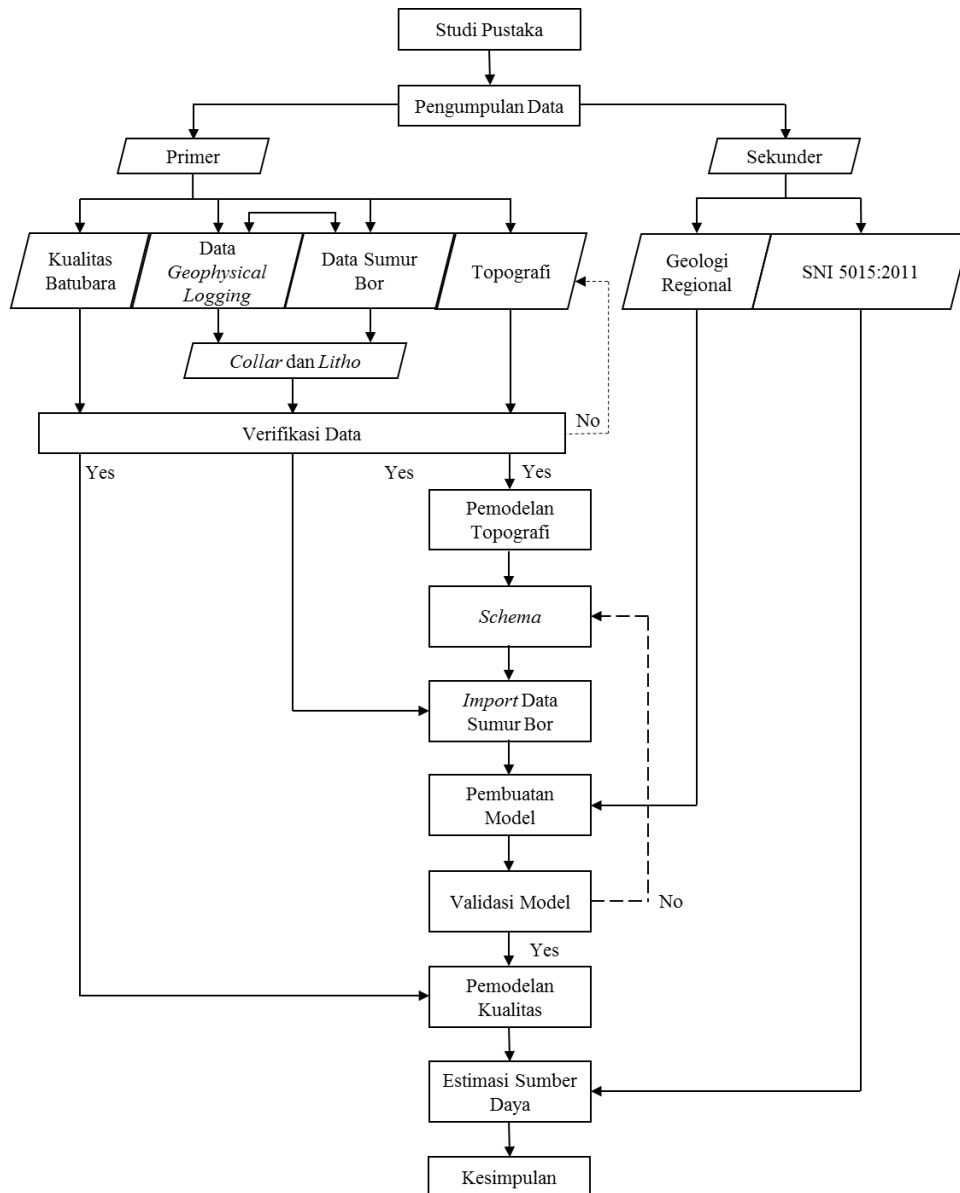 Studi Pustaka
Pengumpulan Data
Primer
Sekunder
Kualitas
Batubara
Data
Geophysical
Logging
Data Sumur
Bor
Topografi
Geologi
Regional
SNI 5015:2011
Collar dan Litho
Verifikasi Data
No
Yes
Yes
Yes
Pemodelan
Topografi
Schema
Import Data
Sumur Bor
Pembuatan
Model
Validasi Model
No
Yes
Pemodelan
Kualitas
Estimasi Sumber
Daya
Kesimpulan